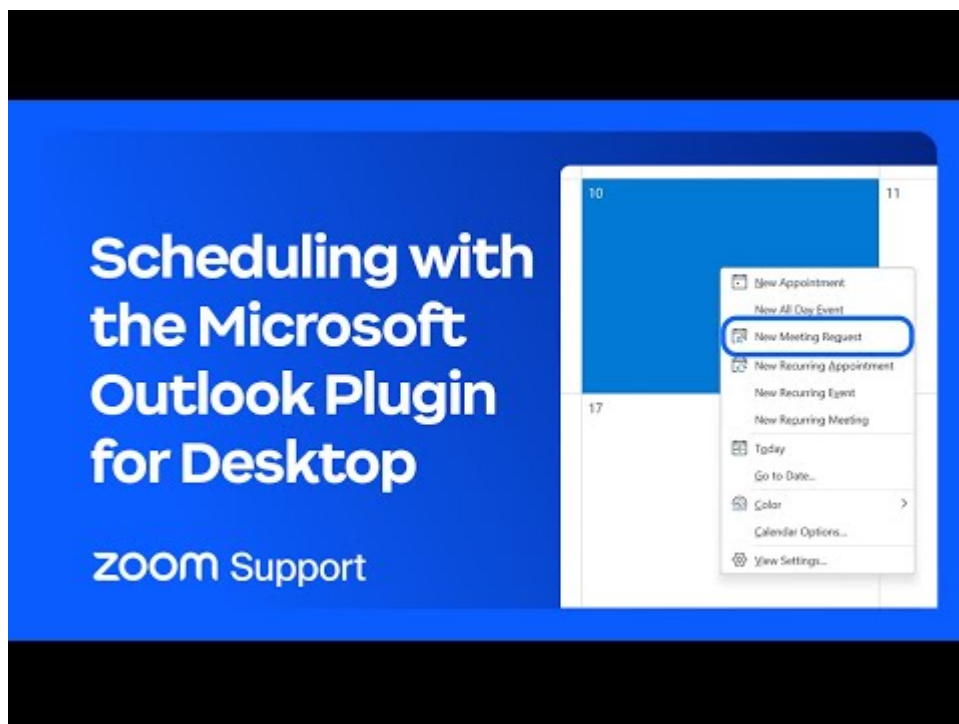 Scheduling with
the Microsoft
Outlook Plugin
for Desktop
zoom Support
10
11
New Appointment
New All Day Event
New Meeting Request
New Recurring Appointment
New Recurring Event
New Recurring Meeting
17
Today
Go to Date...
Color
Calendar Options...
View Settings...